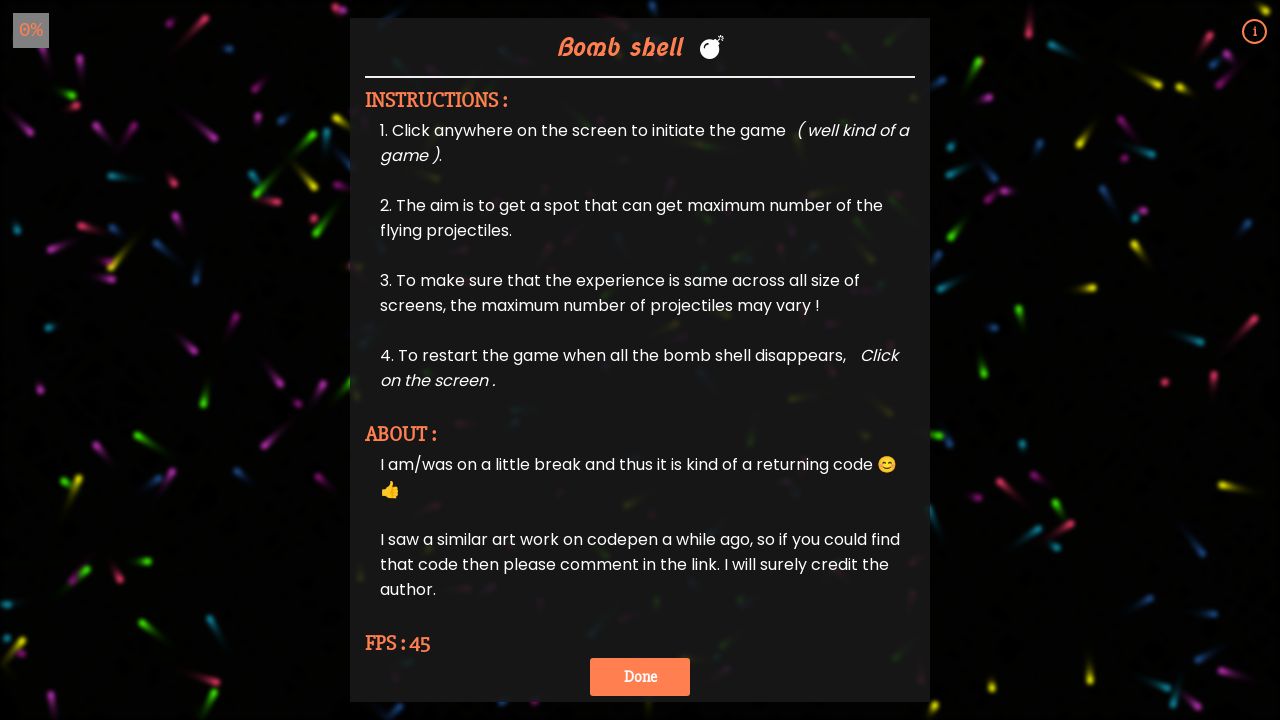 0%
i
Bomb shell 💣
INSTRUCTIONS :
1. Click anywhere on the screen to initiate the game ( well kind of a
game ).
2. The aim is to get a spot that can get maximum number of the
flying projectiles.
3. To make sure that the experience is same across all size of
screens, the maximum number of projectiles may vary !
4. To restart the game when all the bomb shell disappears, Click
on the screen .
ABOUT :
I am/was on a little break and thus it is kind of a returning code 😊
👍
I saw a similar art work on codepen a while ago, so if you could find
that code then please comment in the link. I will surely credit the
author.
FPS : 45
Done